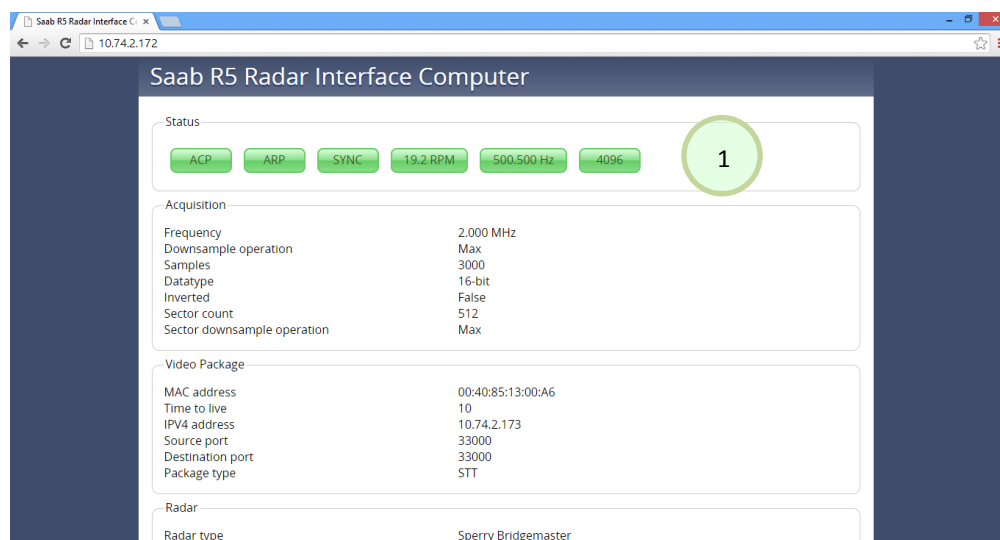 Saab R5 Radar Interface Co
10.74.2.172
Saab R5 Radar Interface Computer
Status
ACP ARP SYNC 19.2 RPM 500.500 Hz 4096 1
Acquisition
Frequency 2.000 MHz
Downsample operation Max
Samples 3000
Datatype 16-bit
Inverted False
Sector count 512
Sector downsample operation Max
Video Package
MAC address 00:40:85:13:00:A6
Time to live 10
IPV4 address 10.74.2.173
Source port 33000
Destination port 33000
Package type STT
Radar
Radar type Sperry Bridgemaster